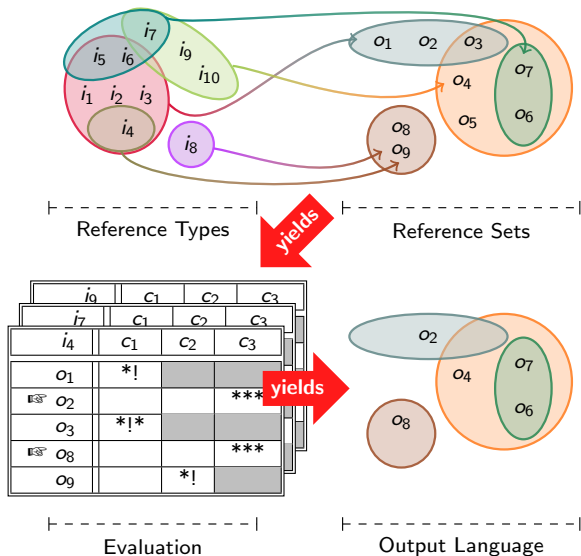 i7
i5 i6 i9
i10
i1 i2 i3
i4
i8
o1 o2 o3
o4 o7
o5 o6
o8
o9
Reference Types
Reference Sets
yields
i9 c1 c2 c3
i7 c1 c2 c3
i4 c1 c2 c3
o1 *!
☞ o2 ***
o3 *!*
☞ o8 ***
o9 *!
yields
o2
o4 o7
o6
o8
Evaluation
Output Language